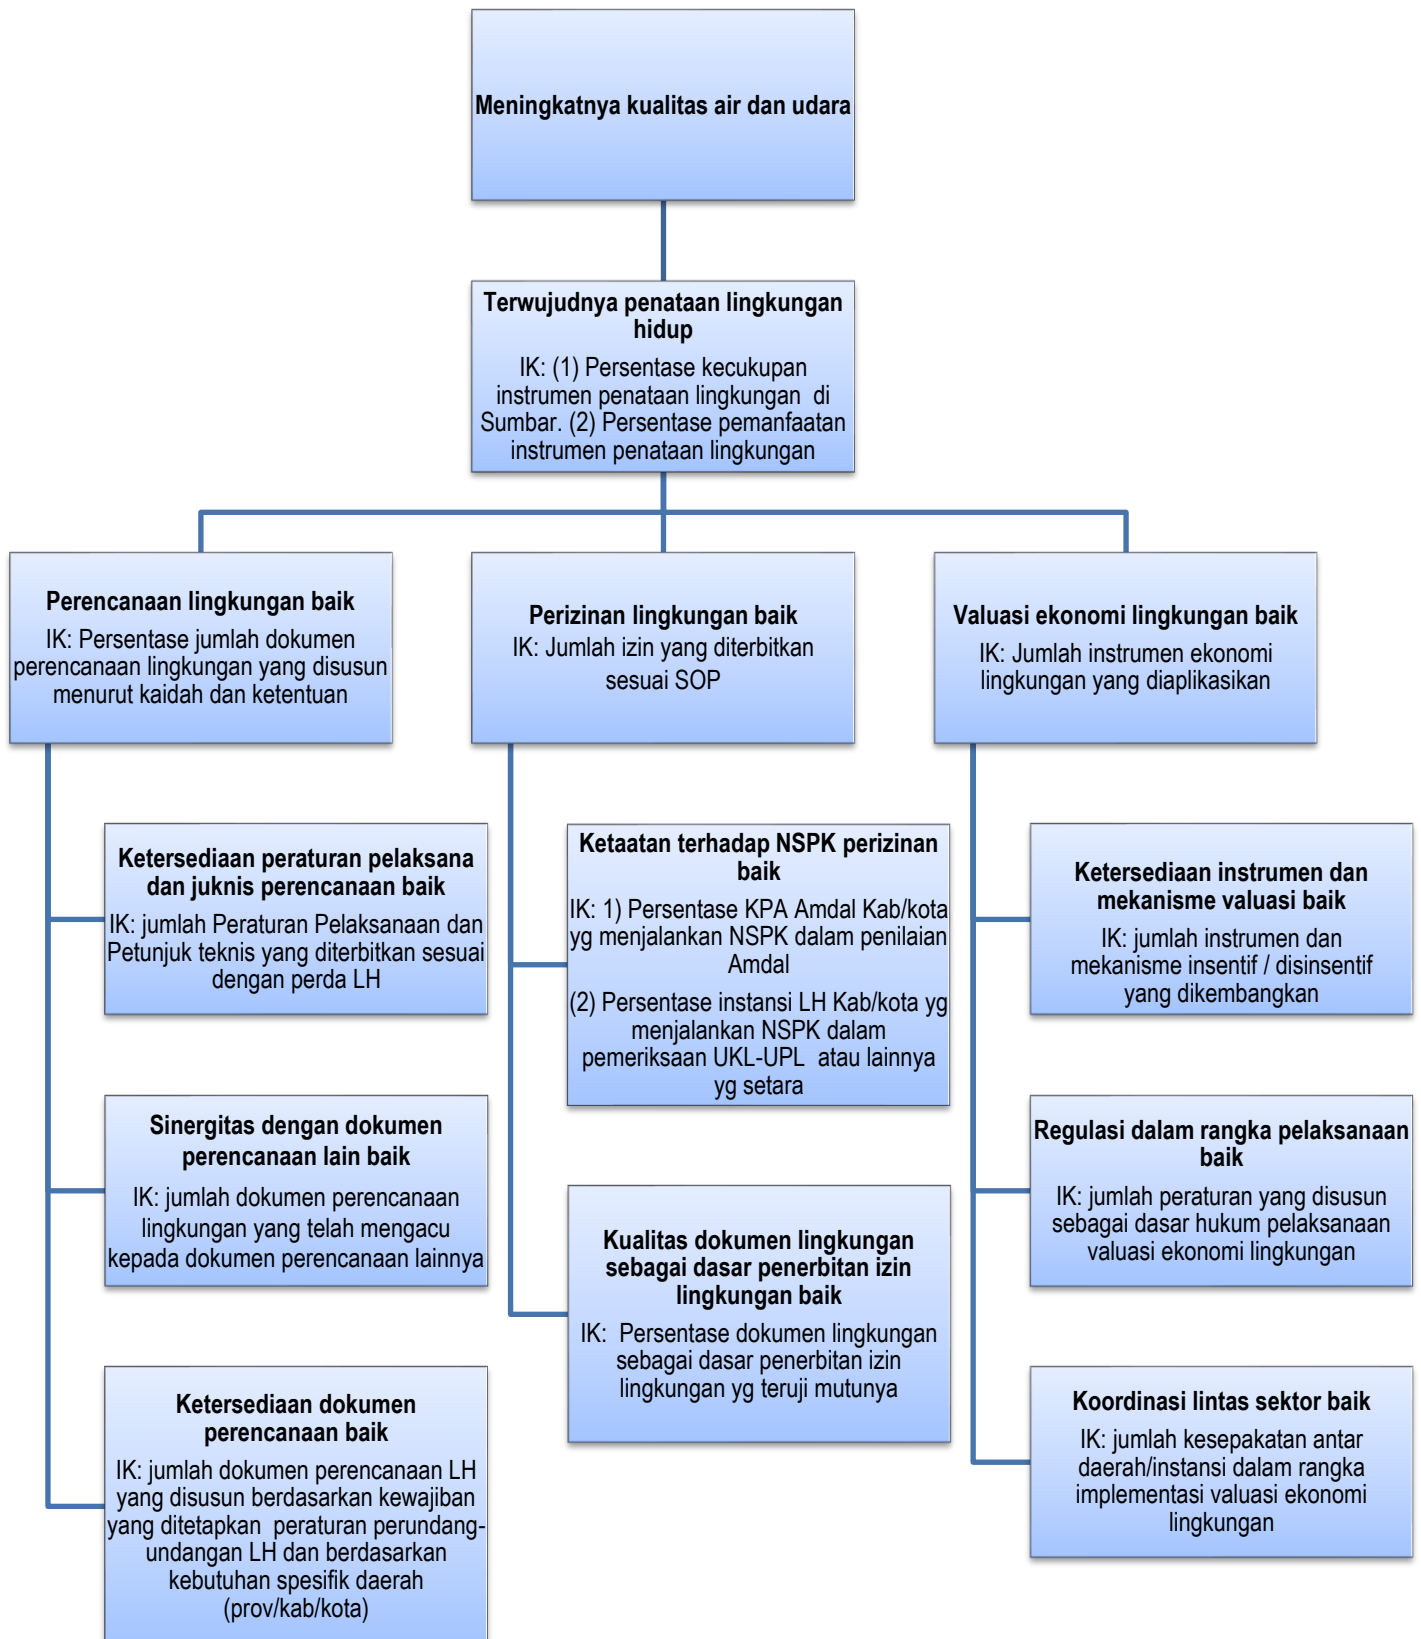 Meningkatnya kualitas air dan udara
Terwujudnya penataan lingkungan
hidup
IK: (1) Persentase kecukupan
instrumen penataan lingkungan  di
Sumbar. (2) Persentase pemanfaatan
instrumen penataan lingkungan
Perencanaan lingkungan baik
IK: Persentase jumlah dokumen
perencanaan lingkungan yang disusun
menurut kaidah dan ketentuan
Ketersediaan peraturan pelaksana
dan juknis perencanaan baik
IK: jumlah Peraturan Pelaksanaan dan
Petunjuk teknis yang diterbitkan sesuai
dengan perda LH
Sinergitas dengan dokumen
perencanaan lain baik
IK: jumlah dokumen perencanaan
lingkungan yang telah mengacu
kepada dokumen perencanaan lainnya
Ketersediaan dokumen
perencanaan baik
IK: jumlah dokumen perencanaan LH
yang disusun berdasarkan kewajiban
yang ditetapkan  peraturan perundang-
undangan LH dan berdasarkan
kebutuhan spesifik daerah
(prov/kab/kota)
Perizinan lingkungan baik
IK: Jumlah izin yang diterbitkan
sesuai SOP
Ketaatan terhadap NSPK perizinan
baik
IK: 1) Persentase KPA Amdal Kab/kota
yg menjalankan NSPK dalam penilaian
Amdal
(2) Persentase instansi LH Kab/kota yg
menjalankan NSPK dalam
pemeriksaan UKL-UPL  atau lainnya
yg setara
Kualitas dokumen lingkungan
sebagai dasar penerbitan izin
lingkungan baik
IK:  Persentase dokumen lingkungan
sebagai dasar penerbitan izin
lingkungan yg teruji mutunya
Valuasi ekonomi lingkungan baik
IK: Jumlah instrumen ekonomi
lingkungan yang diaplikasikan
Ketersediaan instrumen dan
mekanisme valuasi baik
IK: jumlah instrumen dan
mekanisme insentif / disinsentif
yang dikembangkan
Regulasi dalam rangka pelaksanaan
baik
IK: jumlah peraturan yang disusun
sebagai dasar hukum pelaksanaan
valuasi ekonomi lingkungan
Koordinasi lintas sektor baik
IK: jumlah kesepakatan antar
daerah/instansi dalam rangka
implementasi valuasi ekonomi
lingkungan